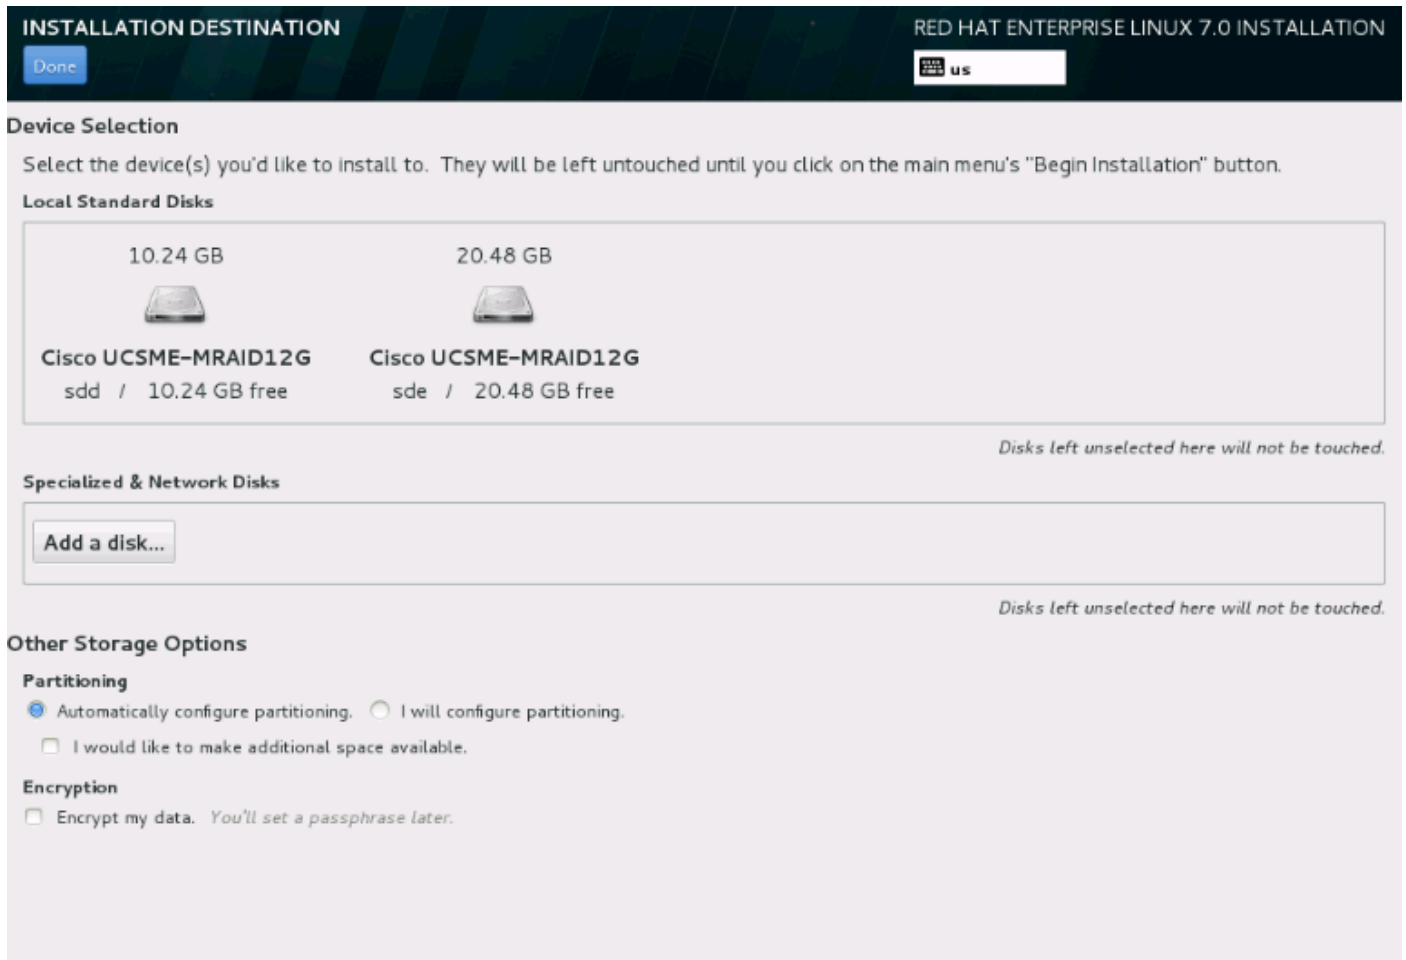 INSTALLATION DESTINATION
RED HAT ENTERPRISE LINUX 7.0 INSTALLATION
Done
us
Device Selection
Select the device(s) you'd like to install to.  They will be left untouched until you click on the main menu's "Begin Installation" button.
Local Standard Disks
10.24 GB
20.48 GB
Cisco UCSME-MRAID12G
Cisco UCSME-MRAID12G
sdd / 10.24 GB free
sde / 20.48 GB free
Disks left unselected here will not be touched.
Specialized & Network Disks
Add a disk...
Disks left unselected here will not be touched.
Other Storage Options
Partitioning
Automatically configure partitioning. I will configure partitioning.
I would like to make additional space available.
Encryption
Encrypt my data. You'll set a passphrase later.